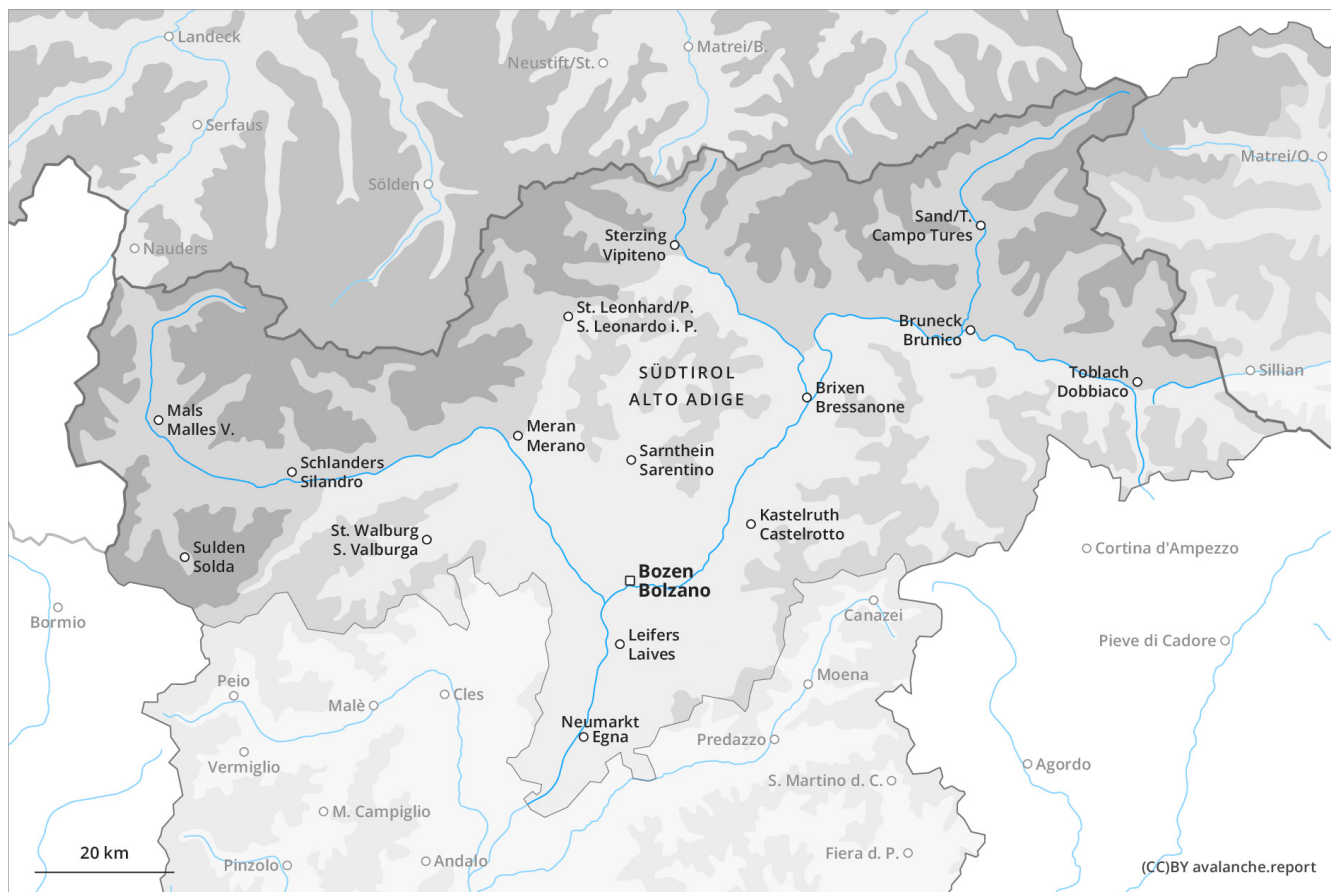 Landeck
Matrei/B.
Neustift/St.
Serfaus
Matrei/O.
Sölden
Sand/T.
Campo Tures
Nauders
Sterzing
Vipiteno
St. Leonhard/P.
S. Leonardo i. P.
Bruneck
Brunico
SÜDTIROL
ALTO ADIGE
Toblach
Dobbiaco
Sillian
Brixen
Bressanone
Mals
Malles V.
Meran
Merano
Sarnthein
Sarentino
Schlanders
Silandro
Kastelruth
Castelrotto
St. Walburg
S. Valburga
Sulden
Solda
Cortina d'Ampezzo
Bozen
Bolzano
Bormio
Canazei
Leifers
Laives
Pieve di Cadore
Peio
Moena
Malè
Cles
Neumarkt
Egna
Predazzo
Vermiglio
Agordo
S. Martino d. C.
M. Campiglio
20 km
Pinzolo
Andalo
Fiera d. P.
(CC)BY avalanche.report